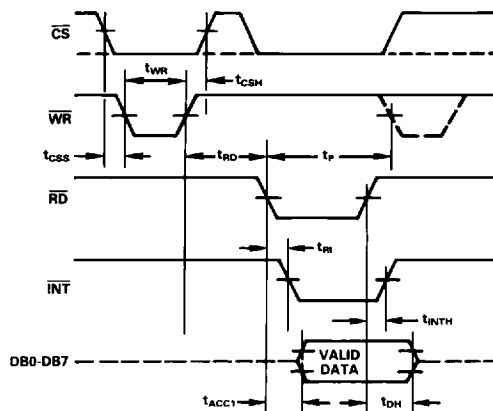 CS
tWR
tCSH
WR
tCSS
tRD
tP
RD
tRI
INT
tINTH
DB0-DB7
VALID
DATA
tACC1
tDH